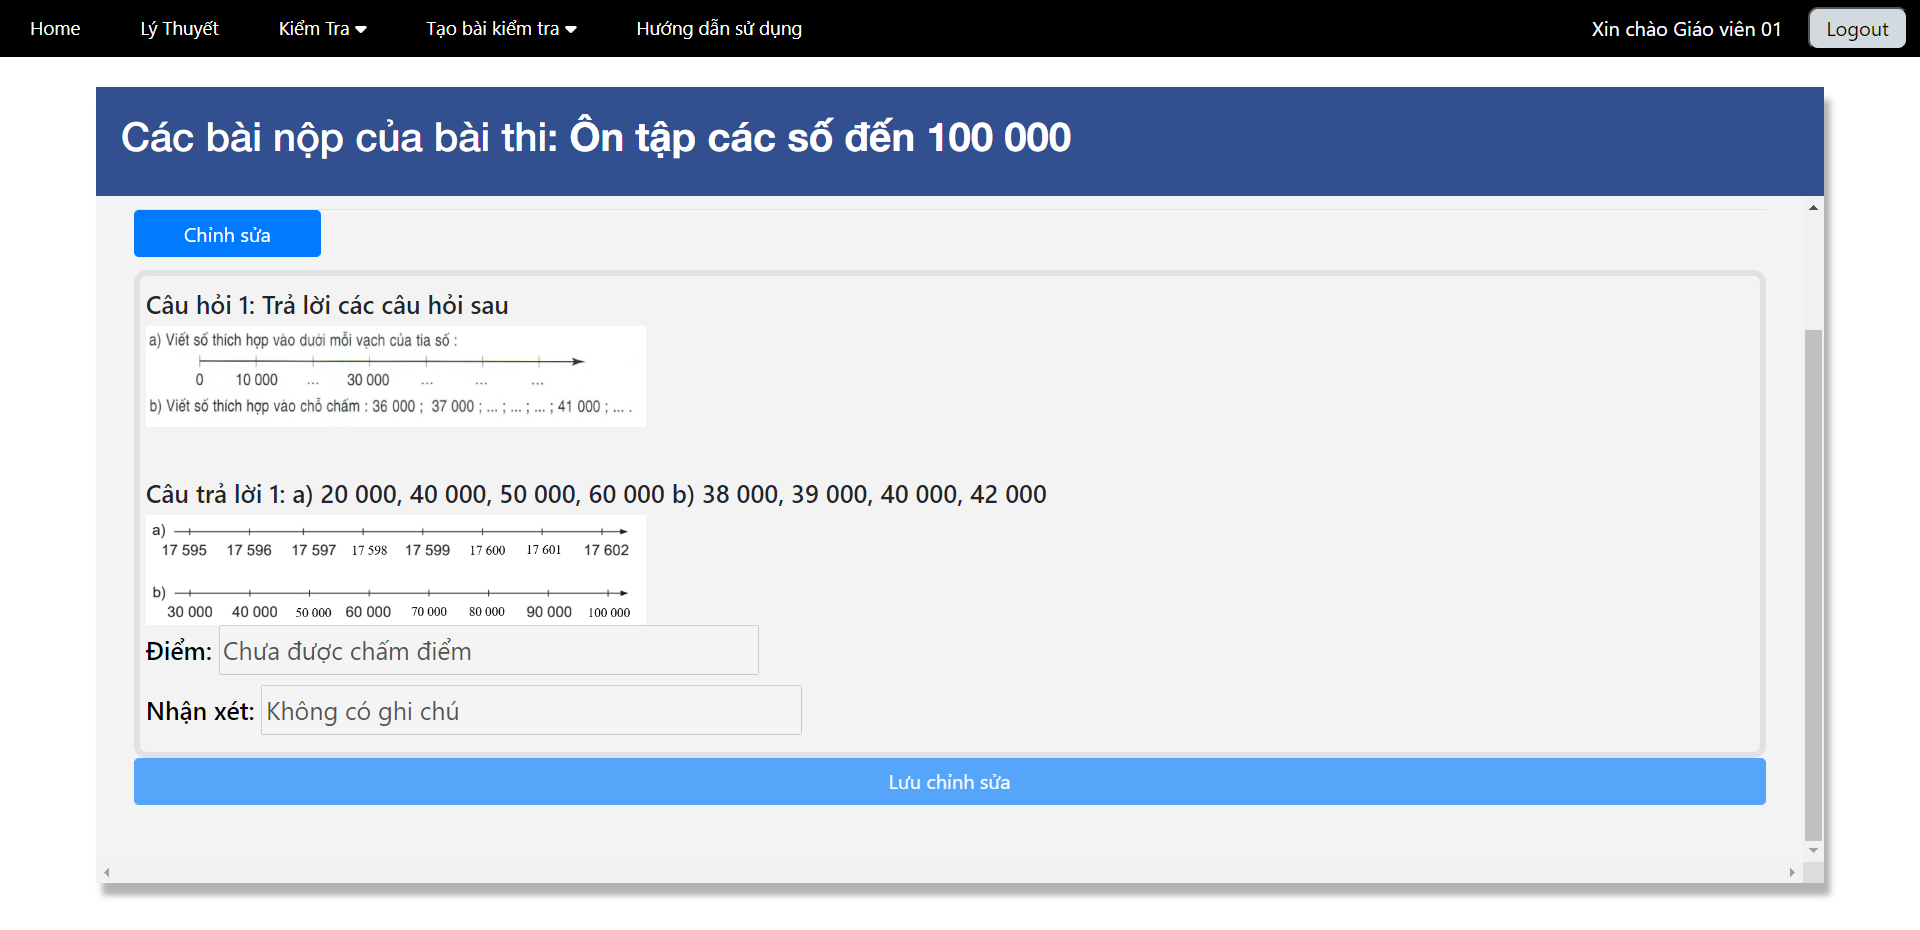 Home Lý Thuyết Kiểm Tra Tạo bài kiểm tra Hướng dẫn sử dụng Xin chào Giáo viên 01 Logout
Các bài nộp của bài thi: Ôn tập các số đến 100 000
Chỉnh sửa
Câu hỏi 1: Trả lời các câu hỏi sau
a) Viết số thích hợp vào dưới mỗi vạch của tia số :
0 10 000 ... 30 000 ... ... ...
b) Viết số thích hợp vào chỗ chấm : 36 000 ; 37 000 ; ... ; ... ; ... ; 41 000 ; ... .
Câu trả lời 1: a) 20 000, 40 000, 50 000, 60 000 b) 38 000, 39 000, 40 000, 42 000
a)
17 595 17 596 17 597 17 598 17 599 17 600 17 601 17 602
b)
30 000 40 000 50 000 60 000 70 000 80 000 90 000 100 000
Điểm: Chưa được chấm điểm
Nhận xét: Không có ghi chú
Lưu chỉnh sửa